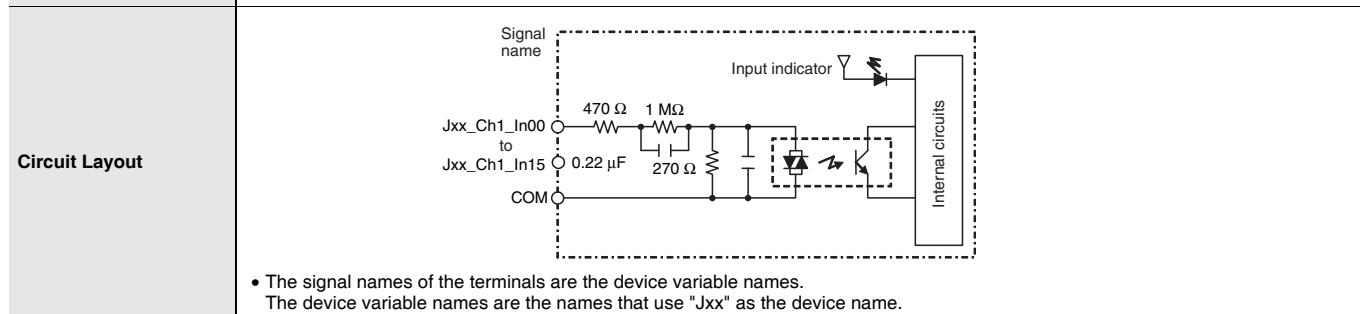 Circuit Layout
Signal
name
Input indicator
470 Ω
1 MΩ
Jxx_Ch1_In00
to
Jxx_Ch1_In15
0.22 μF
270 Ω
COM
Internal circuits
• The signal names of the terminals are the device variable names.
The device variable names are the names that use "Jxx" as the device name.